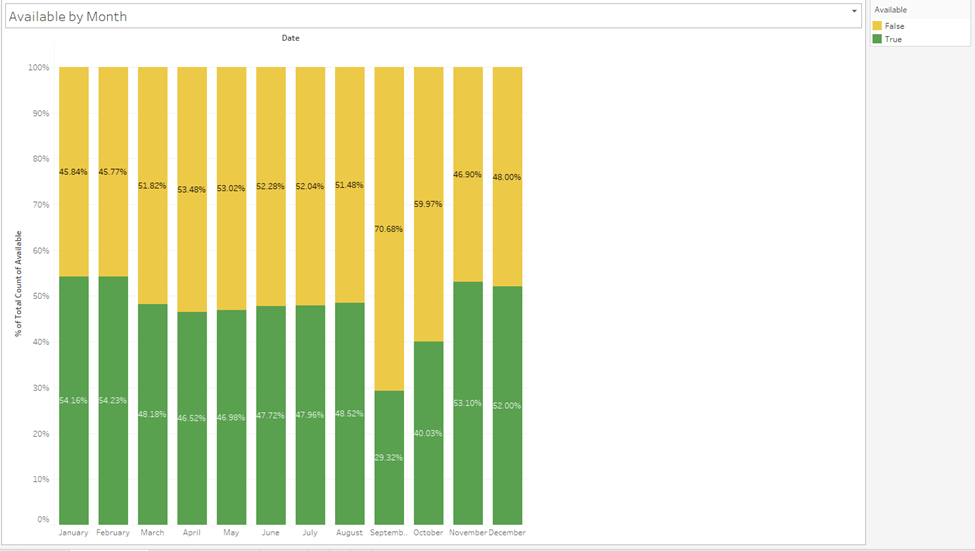 Available by Month
Available
False
True
Date
% of Total Count of Available
100%
90%
80%
70%
60%
50%
40%
30%
20%
10%
0%
45.84% 45.77% 51.82% 53.48% 53.02% 52.28% 52.04% 51.48% 70.68% 59.97% 46.90% 48.00%
54.16% 54.23% 48.18% 46.52% 46.98% 47.72% 47.96% 48.52% 29.32% 40.03% 53.10% 52.00%
January February March April May June July August Septemb.. October November December